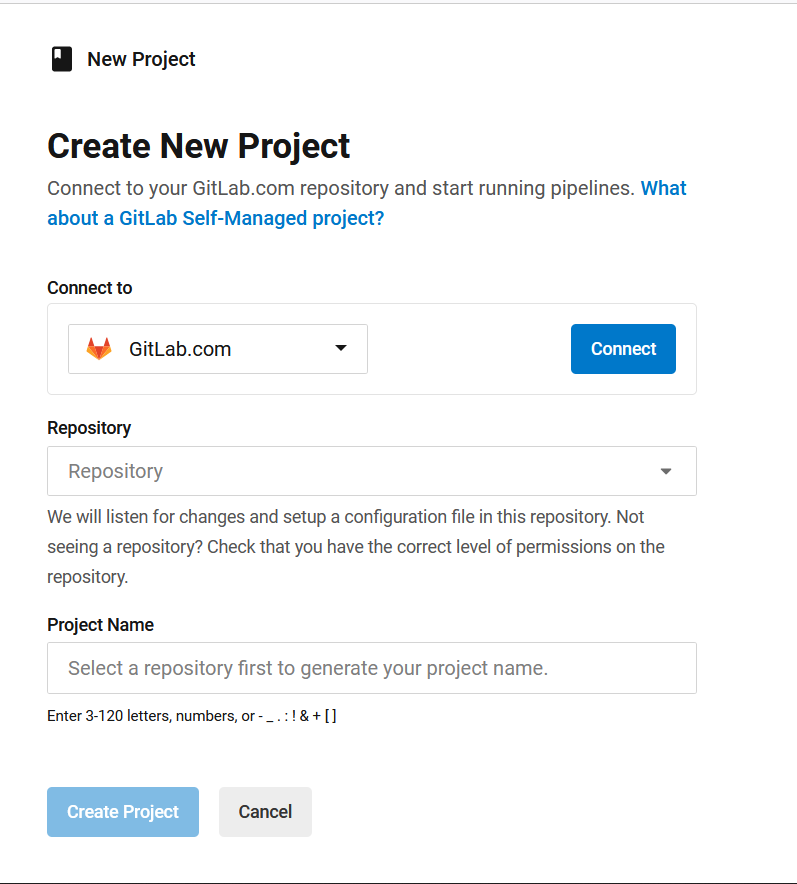 New Project
Create New Project
Connect to your GitLab.com repository and start running pipelines. What
about a GitLab Self-Managed project?
Connect to
GitLab.com
Connect
Repository
Repository
We will listen for changes and setup a configuration file in this repository. Not
seeing a repository? Check that you have the correct level of permissions on the
repository.
Project Name
Select a repository first to generate your project name.
Enter 3-120 letters, numbers, or - _ . : ! & + [ ]
Create Project
Cancel